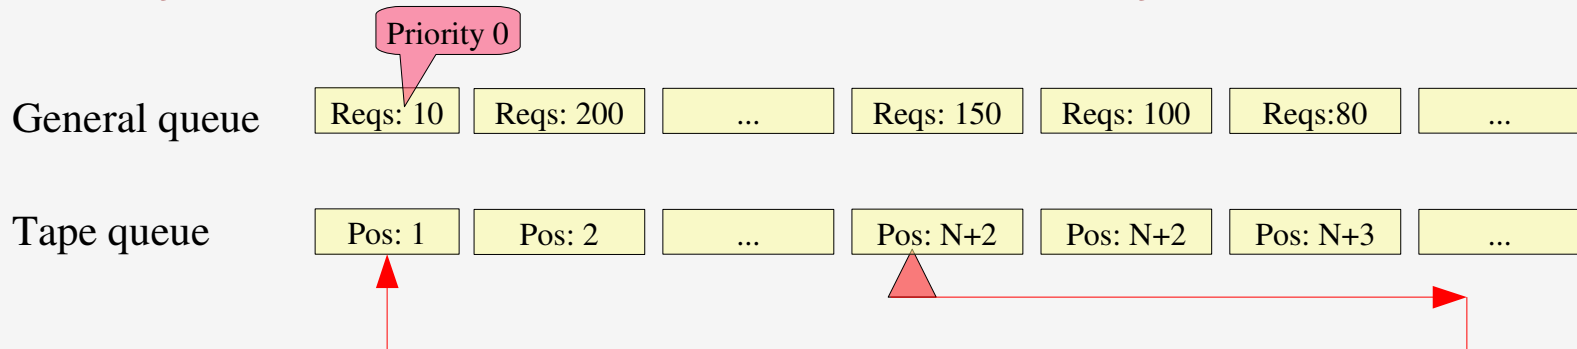 Priority 0
General queue Reqs: 10 Reqs: 200 ... Reqs: 150 Reqs: 100 Reqs:80 ...
Tape queue Pos: 1 Pos: 2 ... Pos: N+2 Pos: N+2 Pos: N+3 ...